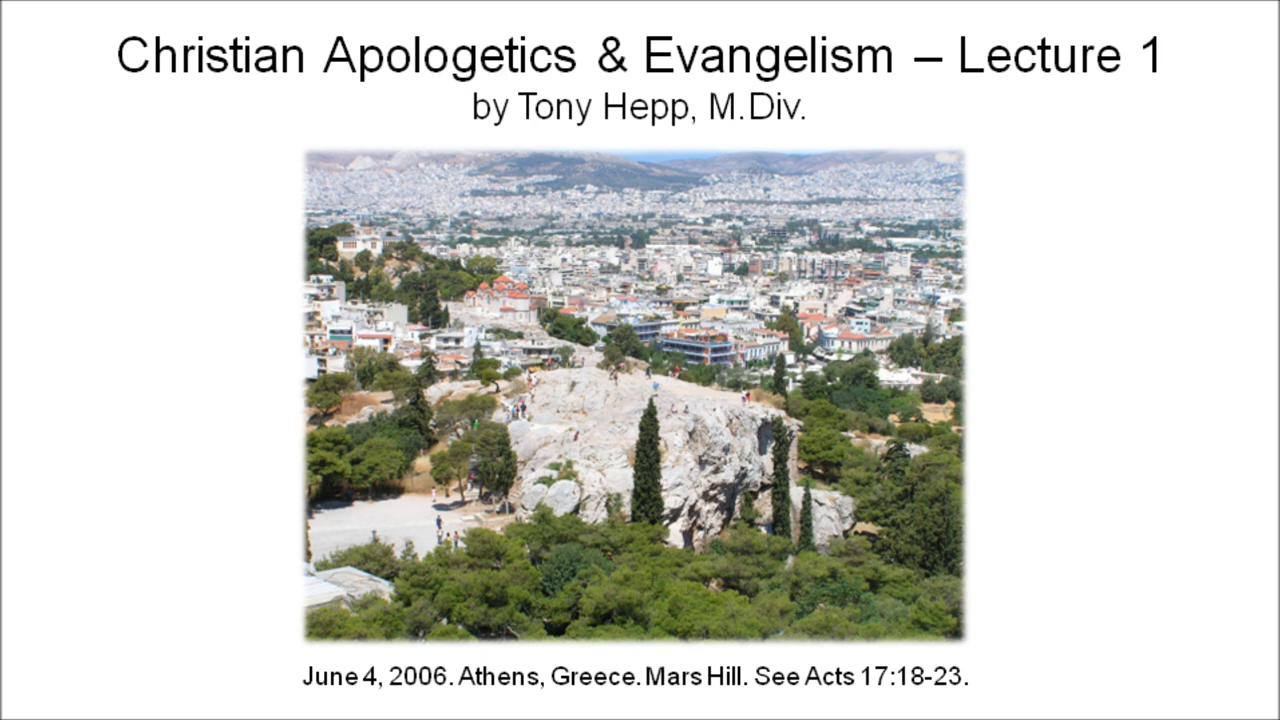 Christian Apologetics & Evangelism – Lecture 1
by Tony Hepp, M.Div.
June 4, 2006. Athens, Greece. Mars Hill. See Acts 17:18-23.